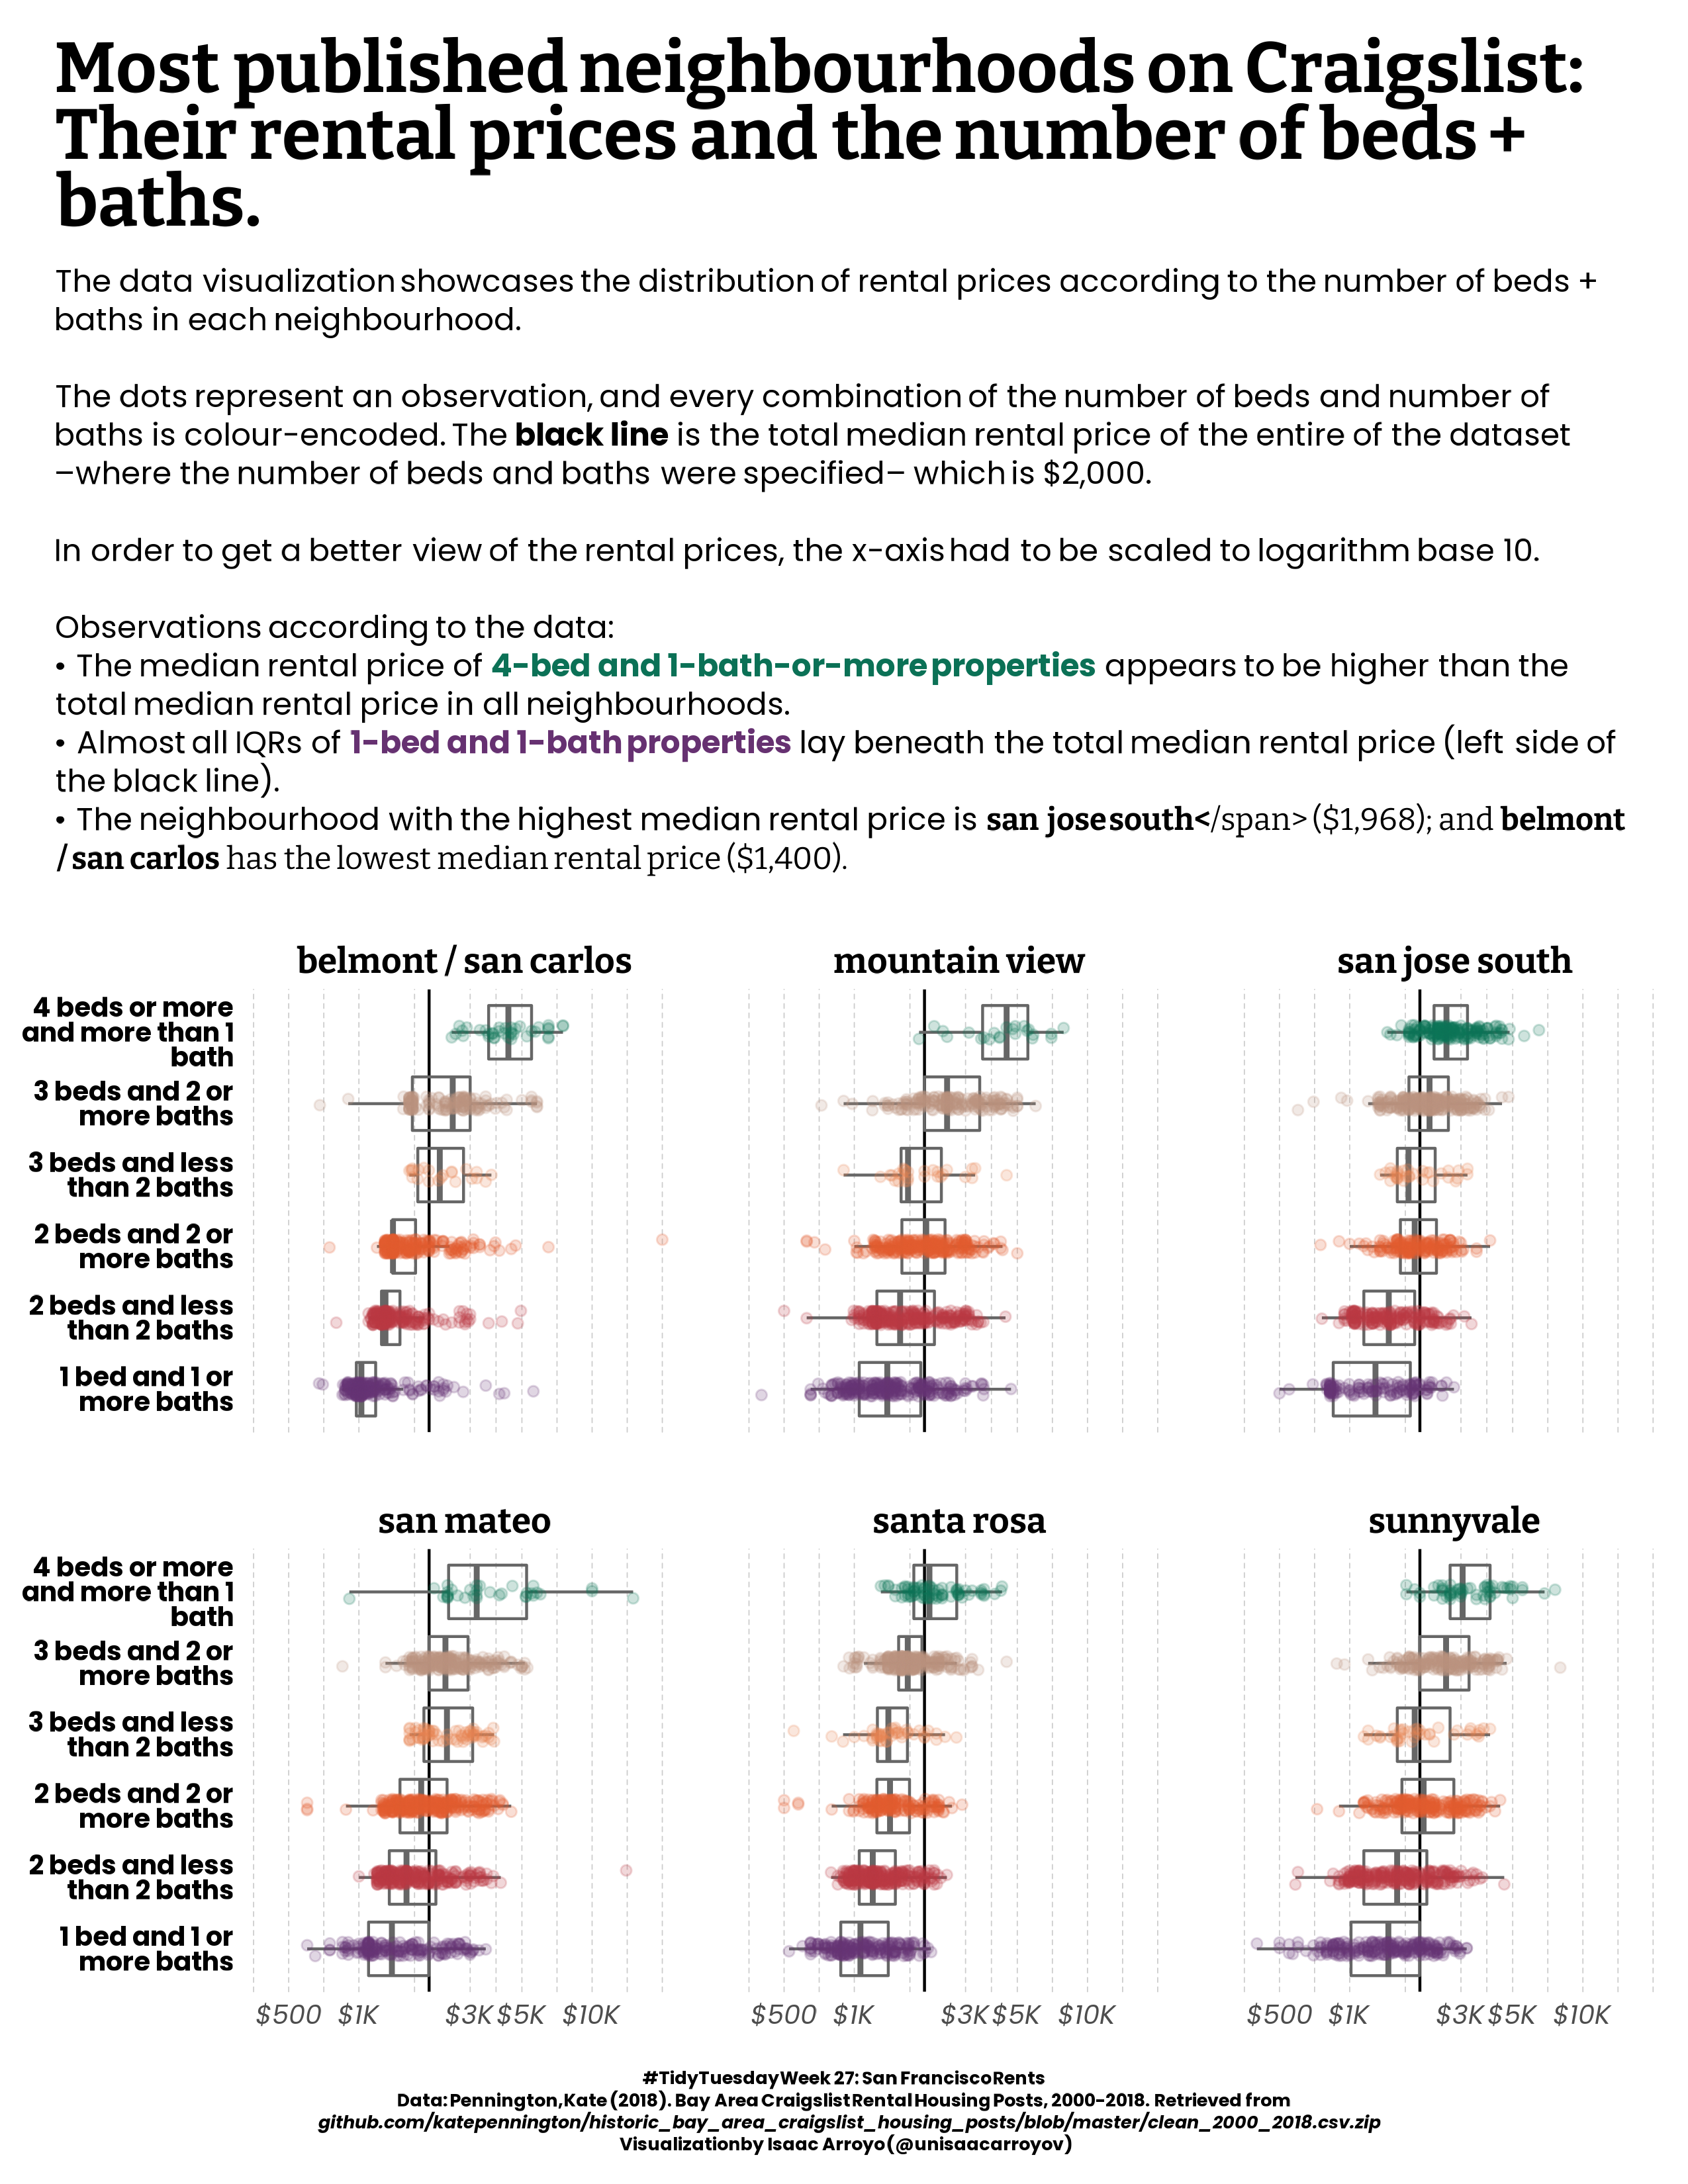 Most published neighbourhoods on Craigslist:
Their rental prices and the number of beds +
baths.
The data visualization showcases the distribution of rental prices according to the number of beds +
baths in each neighbourhood.
The dots represent an observation, and every combination of the number of beds and number of
baths is colour-encoded. The black line is the total median rental price of the entire of the dataset
–where the number of beds and baths were specified– which is $2,000.
In order to get a better view of the rental prices, the x-axis had to be scaled to logarithm base 10.
Observations according to the data:
• The median rental price of 4-bed and 1-bath-or-more properties appears to be higher than the
total median rental price in all neighbourhoods.
• Almost all IQRs of 1-bed and 1-bath properties lay beneath the total median rental price (left side of
the black line).
• The neighbourhood with the highest median rental price is san jose south</span> ($1,968); and belmont
/ san carlos has the lowest median rental price ($1,400).
belmont / san carlos
mountain view
san jose south
4 beds or more
and more than 1
bath
3 beds and 2 or
more baths
3 beds and less
than 2 baths
2 beds and 2 or
more baths
2 beds and less
than 2 baths
1 bed and 1 or
more baths
san mateo
santa rosa
sunnyvale
4 beds or more
and more than 1
bath
3 beds and 2 or
more baths
3 beds and less
than 2 baths
2 beds and 2 or
more baths
2 beds and less
than 2 baths
1 bed and 1 or
more baths
$500 $1K $3K $5K $10K
$500 $1K $3K $5K $10K
$500 $1K $3K $5K $10K
#TidyTuesday Week 27: San Francisco Rents
Data: Pennington, Kate (2018). Bay Area Craigslist Rental Housing Posts, 2000-2018. Retrieved from
github.com/katepennington/historic_bay_area_craigslist_housing_posts/blob/master/clean_2000_2018.csv.zip
Visualization by Isaac Arroyo (@unisaacarroyov)